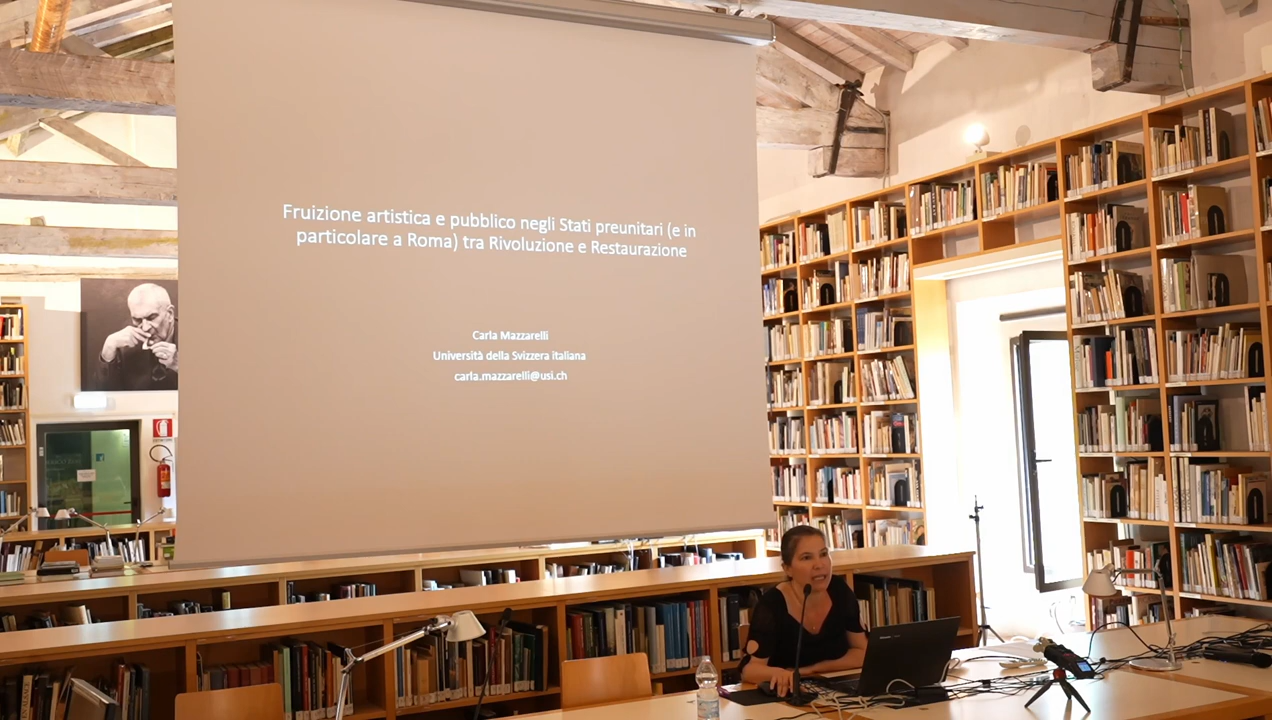 Fruizione artistica e pubblico negli Stati preunitari (e in
particolare a Roma) tra Rivoluzione e Restaurazione
Carla Mazzarelli
Università della Svizzera italiana
carla.mazzarelli@usi.ch